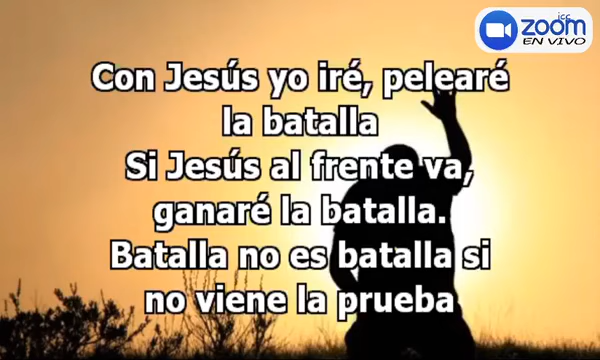 icc
zoom
EN VIVO
Con Jesús yo iré, pelearé
la batalla
Si Jesús al frente va,
ganaré la batalla.
Batalla no es batalla si
no viene la prueba